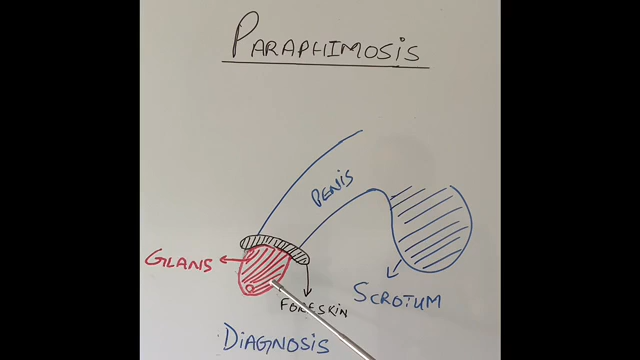 PARAPHIMOSIS
PENIS
GLANS
FORESKIN
SCROTUM
DIAGNOSIS